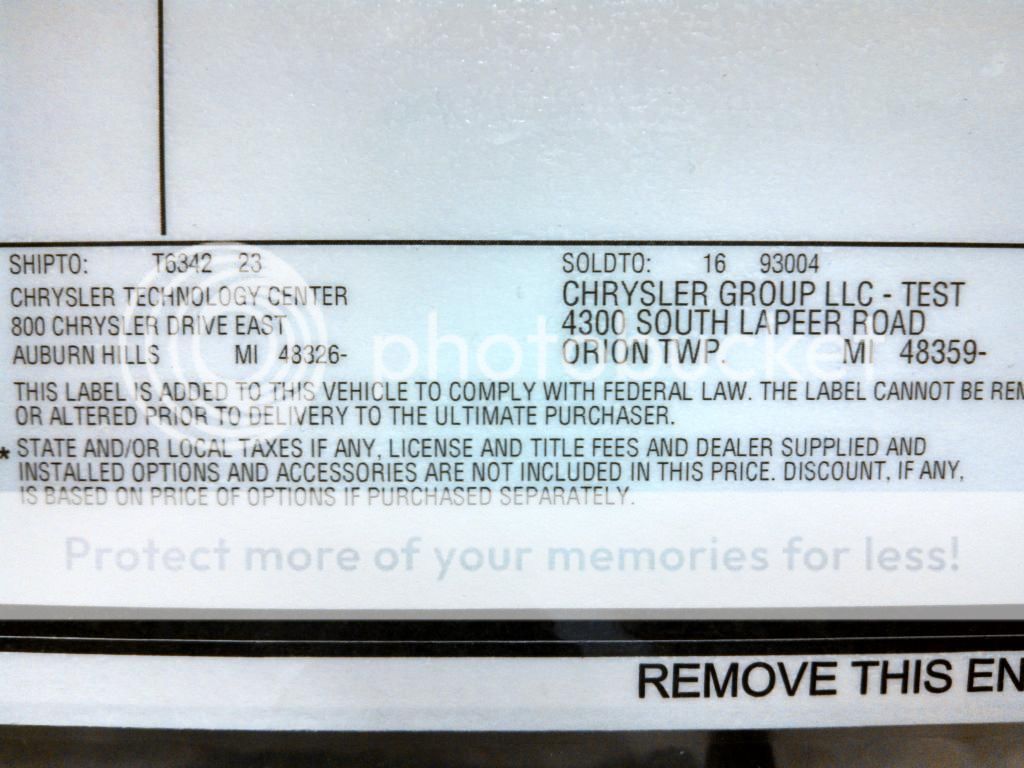 SHIPTO: T6342 23
CHRYSLER TECHNOLOGY CENTER
800 CHRYSLER DRIVE EAST
AUBURN HILLS MI 48326-
SOLDTO: 16 93004
CHRYSLER GROUP LLC - TEST
4300 SOUTH LAPEER ROAD
ORION TWP. MI 48359-
THIS LABEL IS ADDED TO THIS VEHICLE TO COMPLY WITH FEDERAL LAW. THE LABEL CANNOT BE REM
OR ALTERED PRIOR TO DELIVERY TO THE ULTIMATE PURCHASER.
* STATE AND/OR LOCAL TAXES IF ANY, LICENSE AND TITLE FEES AND DEALER SUPPLIED AND
INSTALLED OPTIONS AND ACCESSORIES ARE NOT INCLUDED IN THIS PRICE. DISCOUNT, IF ANY,
IS BASED ON PRICE OF OPTIONS IF PURCHASED SEPARATELY.
photobucket
Protect more of your memories for less!
REMOVE THIS EN